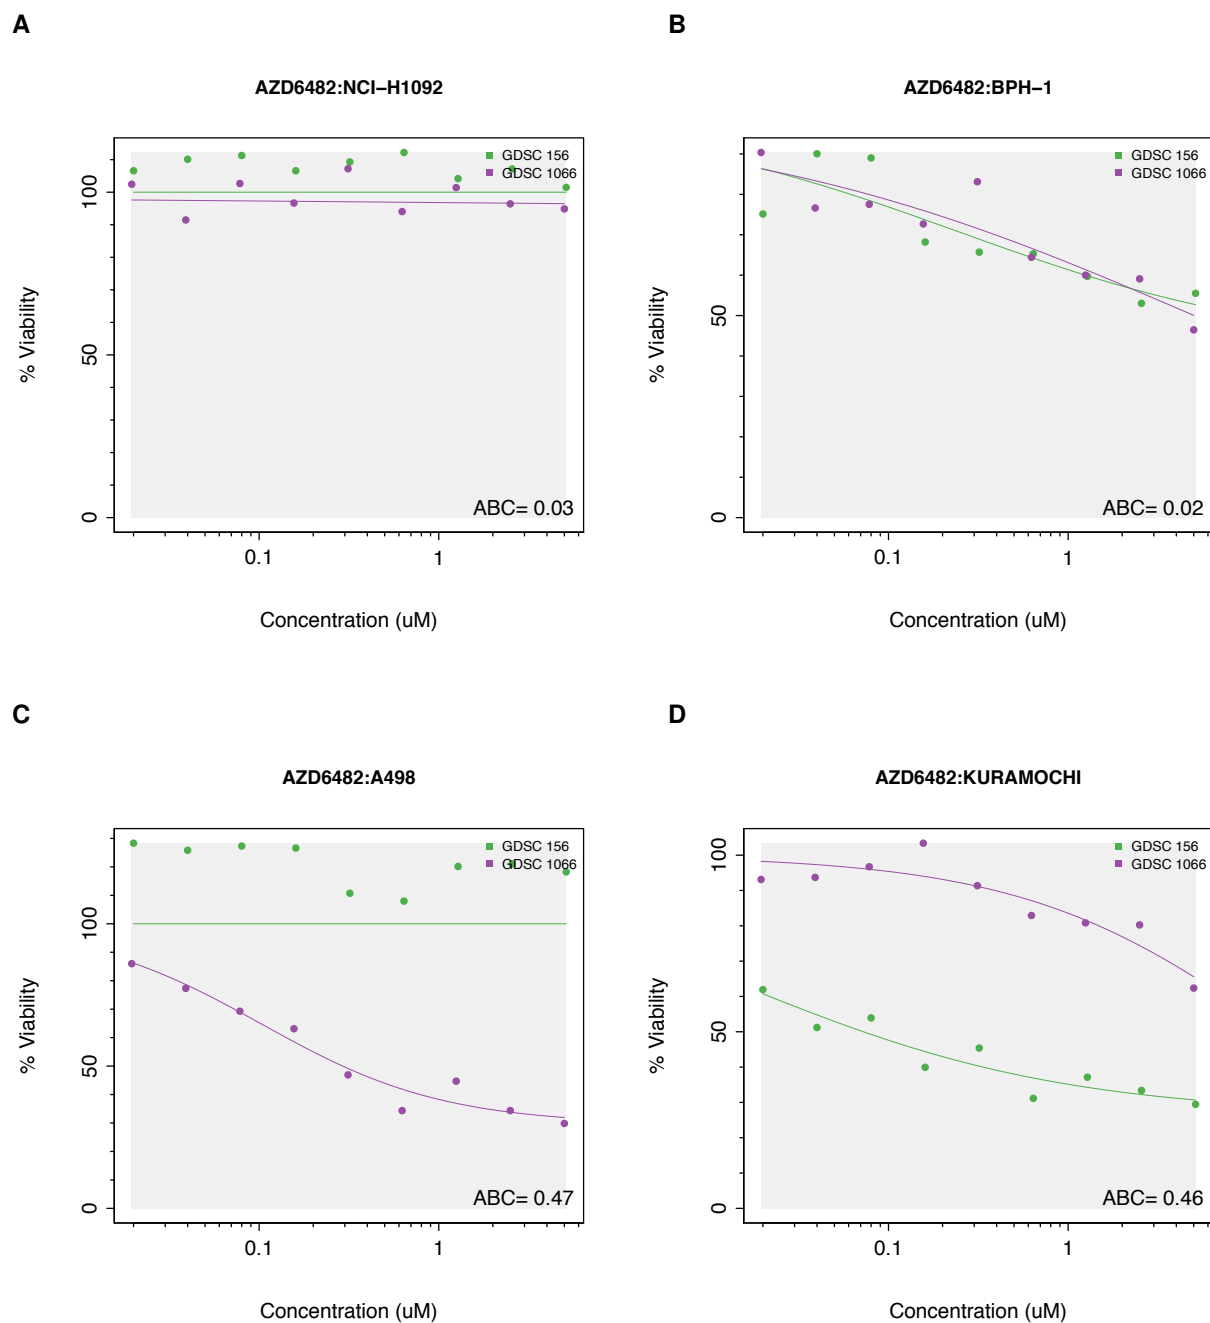 A
AZD6482:NCI−H1092
GDSC 156
GDSC 1066
% Viability
100
50
0
ABC= 0.03
0.1
1
Concentration (uM)
B
AZD6482:BPH−1
GDSC 156
GDSC 1066
% Viability
50
0
ABC= 0.02
0.1
1
Concentration (uM)
C
AZD6482:A498
GDSC 156
GDSC 1066
% Viability
100
50
0
ABC= 0.47
0.1
1
Concentration (uM)
D
AZD6482:KURAMOCHI
GDSC 156
GDSC 1066
% Viability
100
50
0
ABC= 0.46
0.1
1
Concentration (uM)